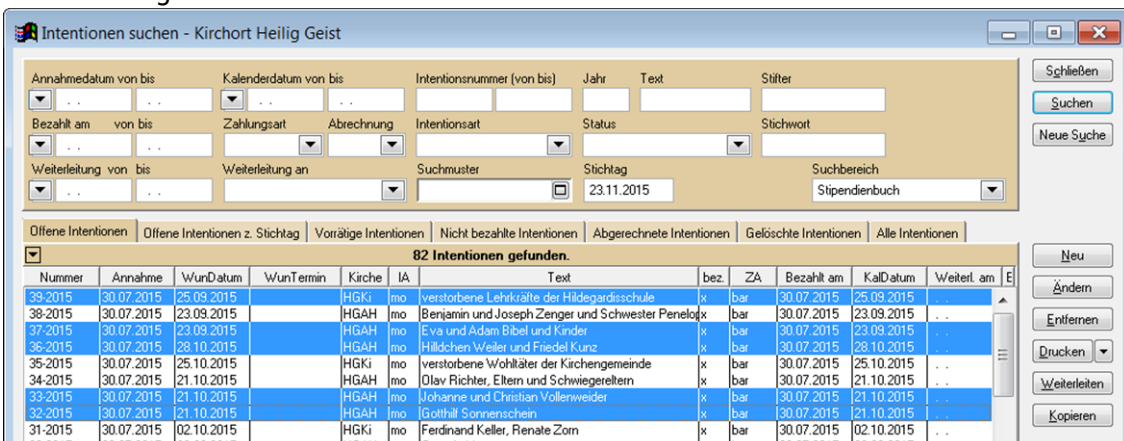 Intentionen suchen - Kirchort Heilig Geist
Annahmedatum von bis Kalenderdatum von bis Intentionsnummer (von bis) Jahr Text Stifter
Schließen
. . . . . . . .
Suchen
Bezahlt am von bis Zahlungsart Abrechnung Intentionsart Status Stichwort
Neue Suche
. . . .
Weiterleitung von bis Weiterleitung an Suchmuster Stichtag Suchbereich
. . . . 23.11.2015 Stipendienbuch
Offene Intentionen Offene Intentionen z. Stichtag Vorrätige Intentionen Nicht bezahlte Intentionen Abgerechnete Intentionen Gelöschte Intentionen Alle Intentionen
82 Intentionen gefunden.
Neu
Nummer Annahme WunDatum WunTermin Kirche IA Text bez. ZA Bezahlt am KalDatum Weiterl. am E
Ändern
39-2015 30.07.2015 25.09.2015 HGKi mo verstorbene Lehrkräfte der Hildegardisschule x bar 30.07.2015 25.09.2015 . .
38-2015 30.07.2015 23.09.2015 HGAH mo Benjamin und Joseph Zenger und Schwester Penelop x bar 30.07.2015 23.09.2015 . .
Entfernen
37-2015 30.07.2015 23.09.2015 HGAH mo Eva und Adam Bibel und Kinder x bar 30.07.2015 23.09.2015 . .
36-2015 30.07.2015 28.10.2015 HGAH mo Hilldchen Weiler und Friedel Kunz x bar 30.07.2015 28.10.2015 . .
Drucken
35-2015 30.07.2015 25.10.2015 HGKi mo verstorbene Wohltäter der Kirchengemeinde x bar 30.07.2015 25.10.2015 . .
34-2015 30.07.2015 21.10.2015 HGAH mo Olav Richter, Eltern und Schwiegereltern x bar 30.07.2015 21.10.2015 . .
Weiterleiten
33-2015 30.07.2015 21.10.2015 HGAH mo Johanne und Christian Vollenweider x bar 30.07.2015 21.10.2015 . .
32-2015 30.07.2015 21.10.2015 HGAH mo Gotthilf Sonnenschein x bar 30.07.2015 21.10.2015 . .
Kopieren
31-2015 30.07.2015 02.10.2015 HGKi mo Ferdinand Keller, Renate Zorn x bar 30.07.2015 02.10.2015 . .